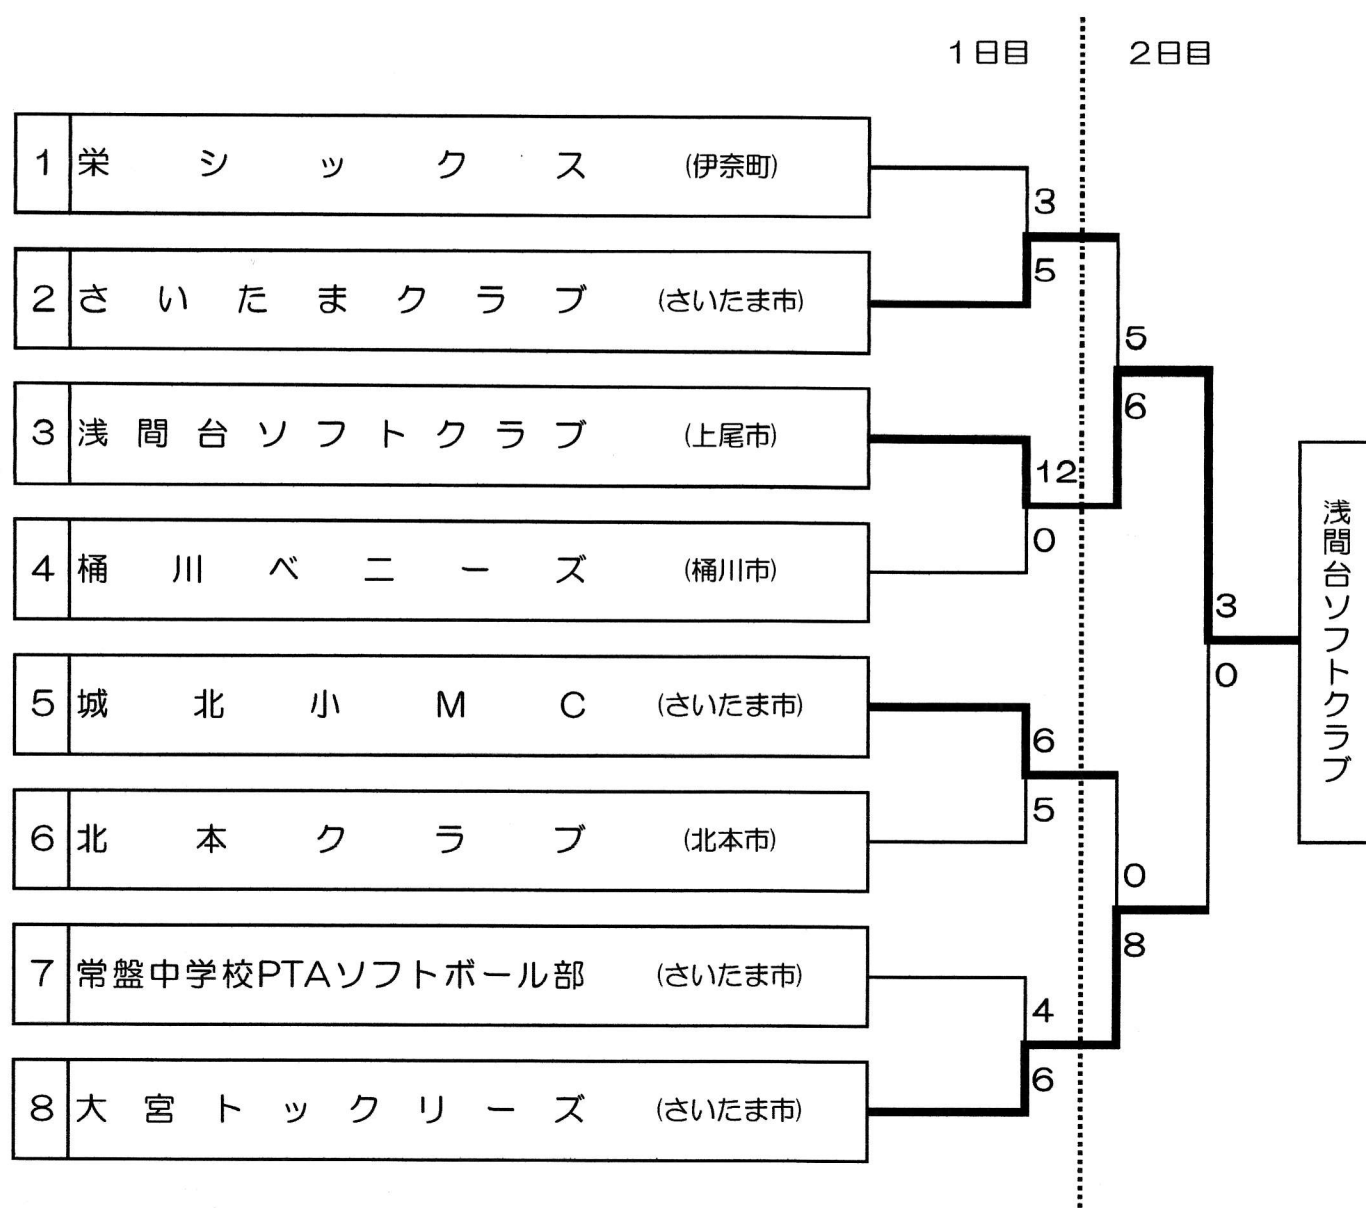 1日目 2日目
1 栄シックス (伊奈町)
3
5
2 さいたまクラブ (さいたま市)
5
6
3 浅間台ソフトクラブ (上尾市)
12
0
4 桶川ベニーズ (桶川市)
3
0
浅間台ソフトクラブ
5 城北小MC (さいたま市)
6
5
6 北本クラブ (北本市)
0
8
7 常盤中学校PTAソフトボール部 (さいたま市)
4
6
8 大宮トックリーズ (さいたま市)